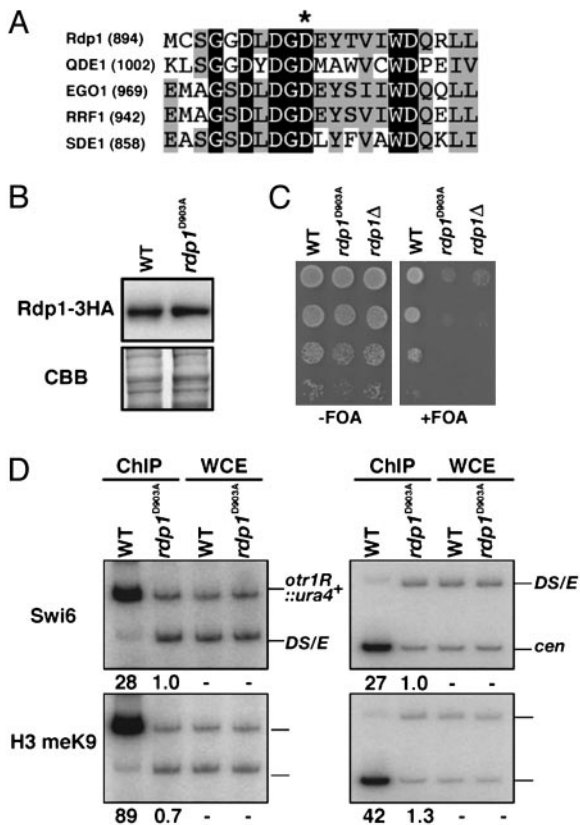 A
*
Rdp1 (894) MCSGGDLDGDEYTVIWDQRLL
QDE1 (1002) KLSGGDYDGDMAWVCWDPEIV
EGO1 (969) EMAGSDLDGDEYSIIWDQQLL
RRF1 (942) EMAGSDLDGDEYSVIWDQELL
SDE1 (858) EASGSDLDGDLYFVAWDQKLI
B
WT rdp1D903A
Rdp1-3HA
CBB
C
WT rdp1D903A rdp1Δ WT rdp1D903A rdp1Δ
-FOA +FOA
D
ChIP WCE ChIP WCE
WT rdp1D903A WT rdp1D903A WT rdp1D903A WT rdp1D903A
Swi6
otr1R
::ura4+
DS/E
DS/E
cen
28 1.0 - - 27 1.0 - -
H3 meK9
89 0.7 - - 42 1.3 - -